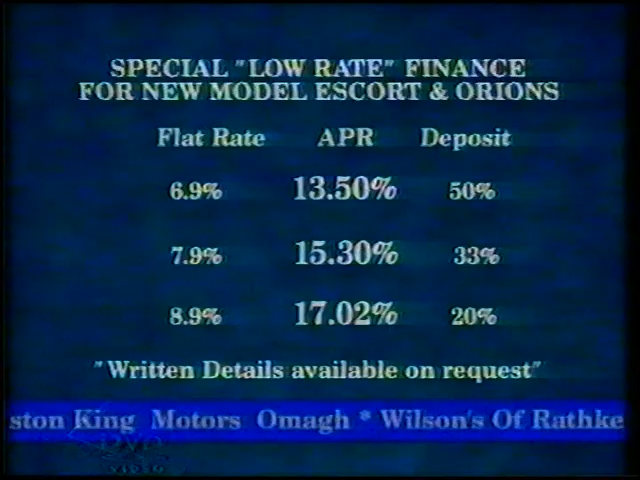 SPECIAL "LOW RATE" FINANCE
FOR NEW MODEL ESCORT & ORIONS
Flat Rate APR Deposit
6.9% 13.50% 50%
7.9% 15.30% 33%
8.9% 17.02% 20%
"Written Details available on request"
ston King Motors Omagh * Wilson's Of Rathke
DVD
VIDEO